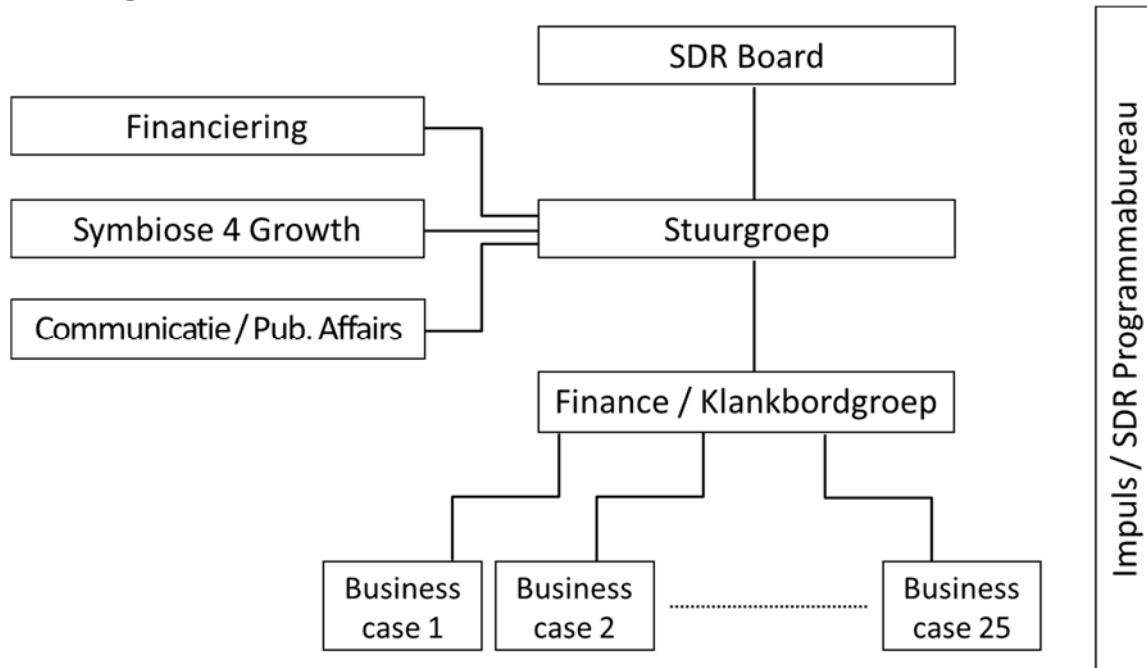 SDR Board
Financiering
Symbiose 4 Growth
Stuurgroep
Communicatie / Pub. Affairs
Finance / Klankbordgroep
Business
case 1
Business
case 2
Business
case 25
Impuls / SDR Programmabureau